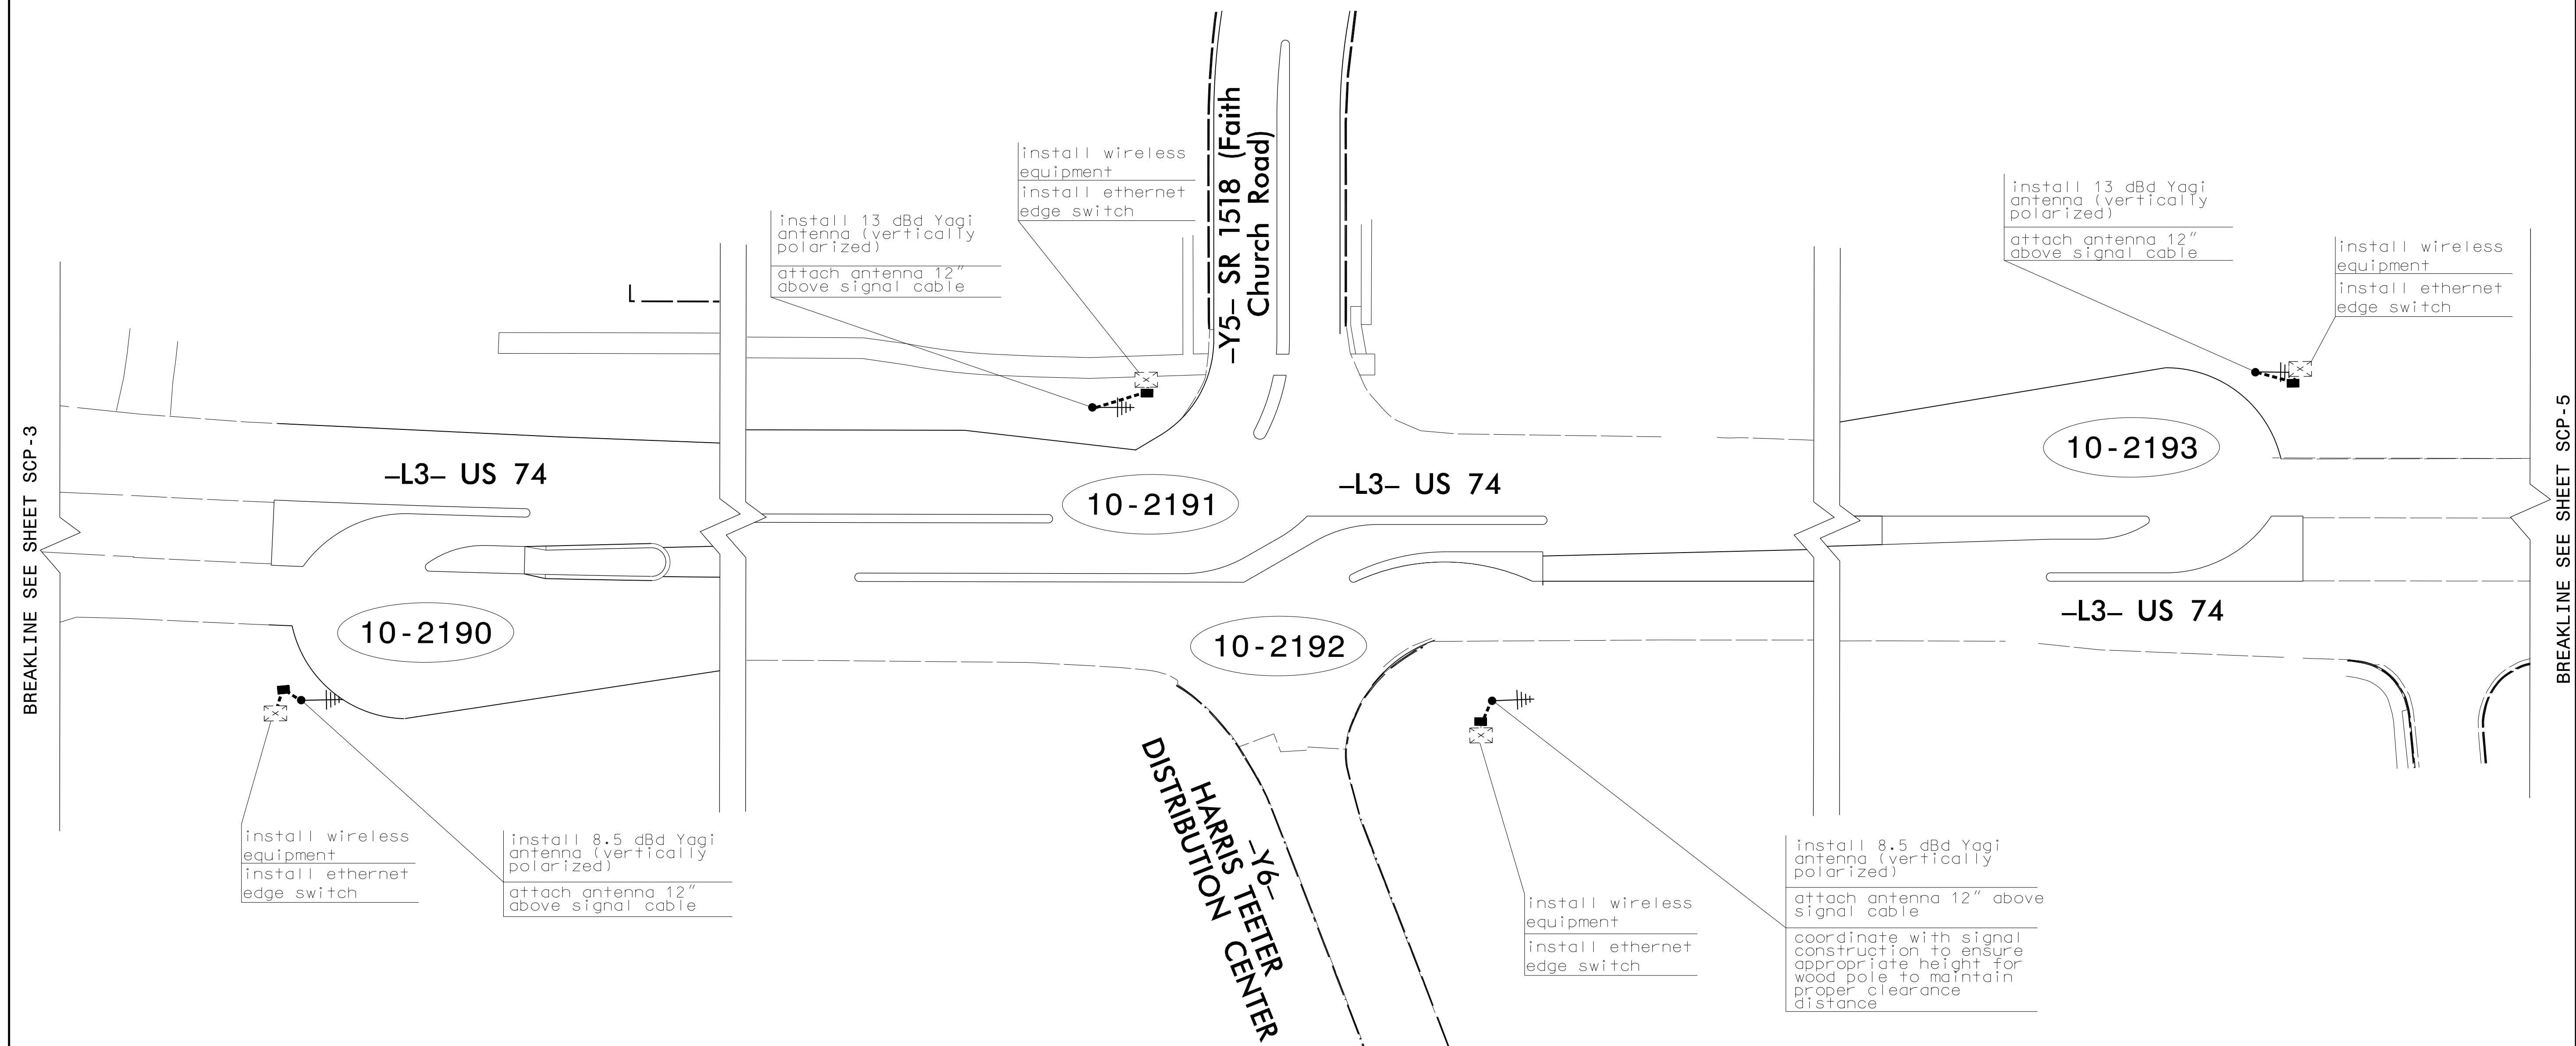 BREAKLINE SEE SHEET SCP-3
L
–L3– US 74
10-2190
install wireless
equipment
install ethernet
edge switch
install 8.5 dBd Yagi
antenna (vertically
polarized)
attach antenna 12"
above signal cable
install 13 dBd Yagi
antenna (vertically
polarized)
attach antenna 12"
above signal cable
install wireless
equipment
install ethernet
edge switch
–Y5– SR 1518 (Faith
Church Road)
10-2191
–L3– US 74
10-2192
–Y6–
HARRIS TEETER
DISTRIBUTION CENTER
install wireless
equipment
install ethernet
edge switch
install 8.5 dBd Yagi
antenna (vertically
polarized)
attach antenna 12" above
signal cable
coordinate with signal
construction to ensure
appropriate height for
wood pole to maintain
proper clearance
distance
install 13 dBd Yagi
antenna (vertically
polarized)
attach antenna 12"
above signal cable
install wireless
equipment
install ethernet
edge switch
10-2193
–L3– US 74
BREAKLINE SEE SHEET SCP-5